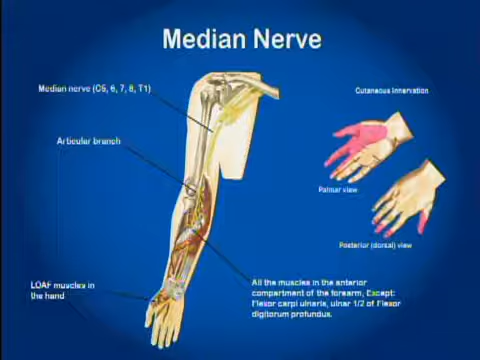 Median Nerve
Median nerve (C5, 6, 7, 8, T1)
Cutaneous Innervation
Articular branch
Palmar view
Posterior (dorsal) view
LOAF muscles in
the hand
All the muscles in the anterior
compartment of the forearm, Except:
Flexor carpi ulnaris, ulnar 1/2 of Flexor
digitorum profundus.